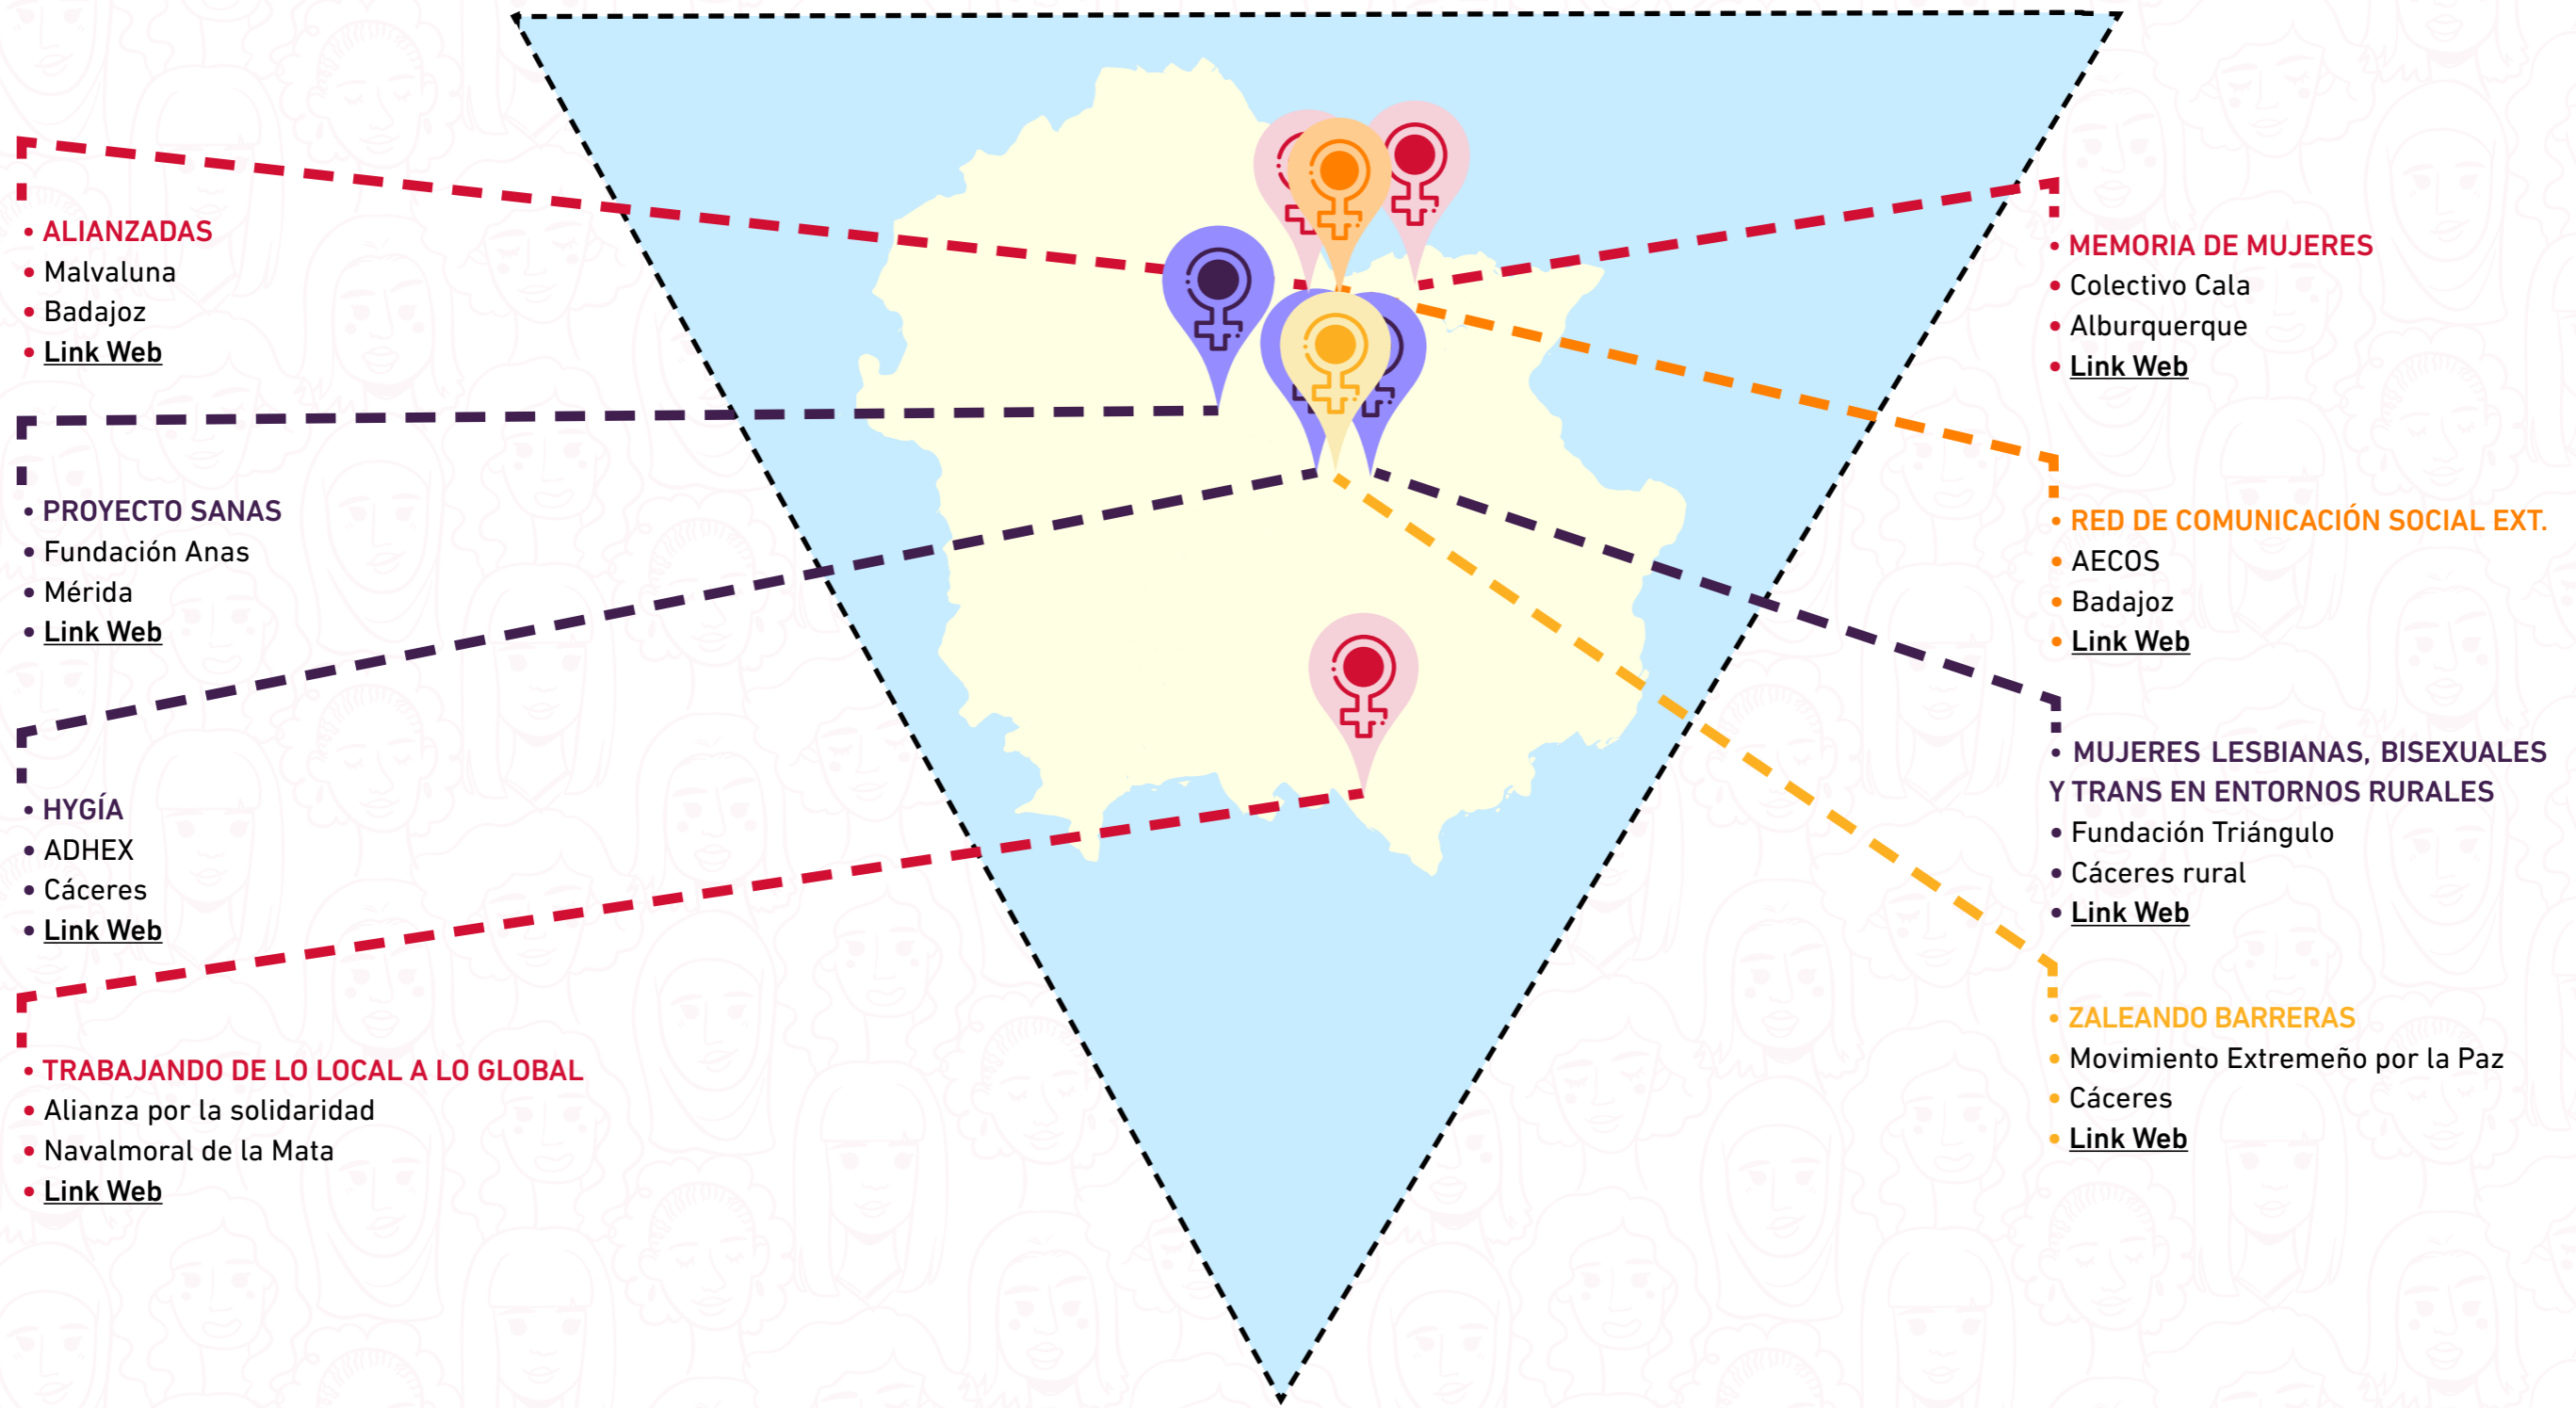 • ALIANZADAS
• Malvaluna
• Badajoz
• Link Web
• PROYECTO SANAS
• Fundación Anas
• Mérida
• Link Web
• HYGÍA
• ADHEX
• Cáceres
• Link Web
• TRABAJANDO DE LO LOCAL A LO GLOBAL
• Alianza por la solidaridad
• Navalmoral de la Mata
• Link Web
• MEMORIA DE MUJERES
• Colectivo Cala
• Alburquerque
• Link Web
• RED DE COMUNICACIÓN SOCIAL EXT.
• AECOS
• Badajoz
• Link Web
• MUJERES LESBIANAS, BISEXUALES
Y TRANS EN ENTORNOS RURALES
• Fundación Triángulo
• Cáceres rural
• Link Web
• ZALEANDO BARRERAS
• Movimiento Extremeño por la Paz
• Cáceres
• Link Web